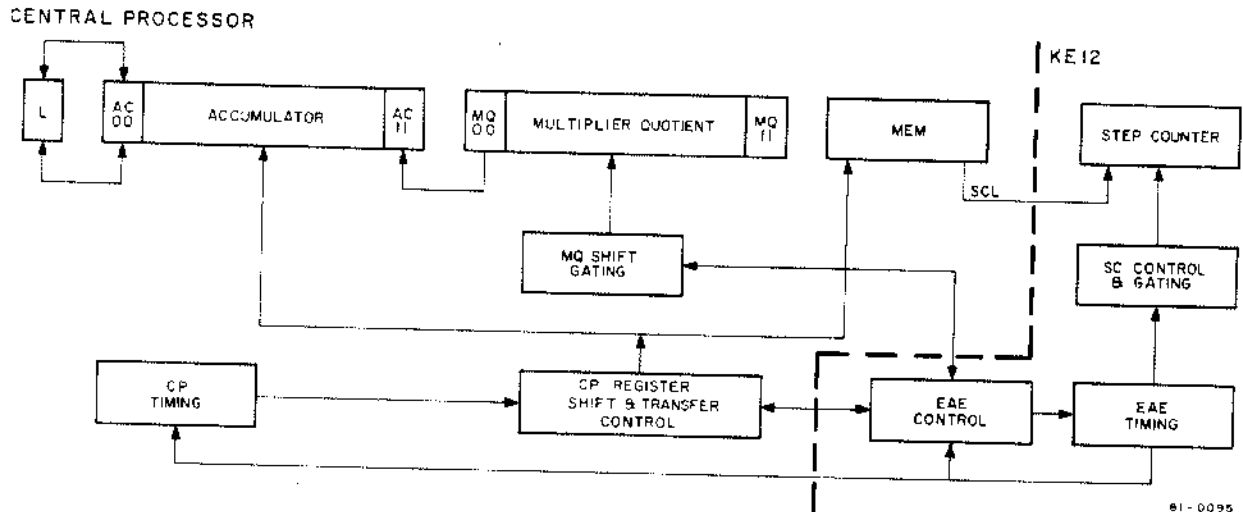 CENTRAL PROCESSOR
KE12
L
AC
00
ACCUMULATOR
AC
11
MQ
00
MULTIPLIER QUOTIENT
MQ
11
MEM
STEP COUNTER
SCL
MQ SHIFT
GATING
SC CONTROL
& GATING
CP
TIMING
CP REGISTER
SHIFT & TRANSFER
CONTROL
EAE
CONTROL
EAE
TIMING
81-0095